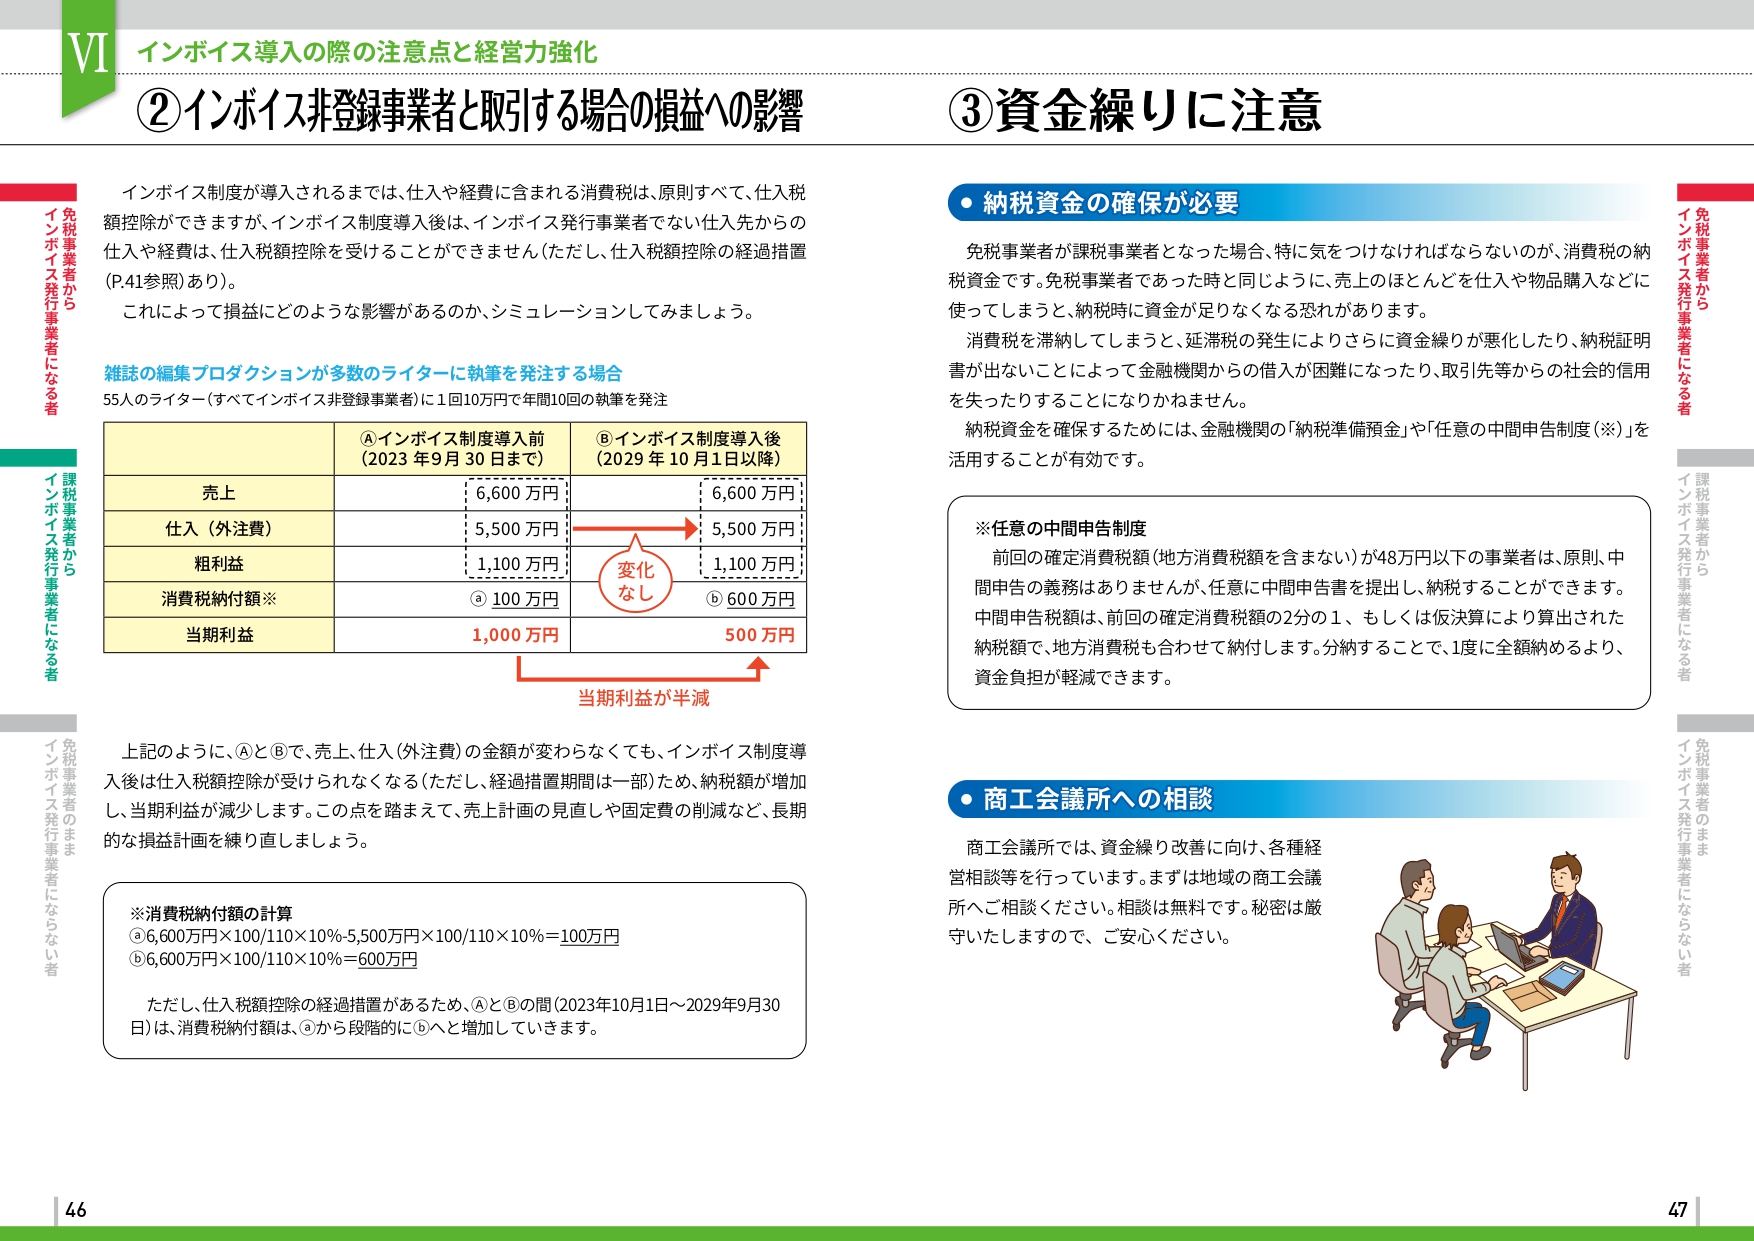 VI
インボイス導入の際の注意点と経営力強化
②インボイス非登録事業者と取引する場合の損益への影響
免税事業者から
インボイス発行事業者になる者
課税事業者から
インボイス発行事業者になる者
免税事業者のまま
インボイス発行事業者にならない者
インボイス制度が導入されるまでは、仕入や経費に含まれる消費税は、原則すべて、仕入税
額控除ができますが、インボイス制度導入後は、インボイス発行事業者でない仕入先からの
仕入や経費は、仕入税額控除を受けることができません（ただし、仕入税額控除の経過措置
（P.41参照）あり）。
これによって損益にどのような影響があるのか、シミュレーションしてみましょう。
雑誌の編集プロダクションが多数のライターに執筆を発注する場合
55人のライター（すべてインボイス非登録事業者）に１回10万円で年間10回の執筆を発注
Ⓐインボイス制度導入前
（2023 年９月 30 日まで）
Ⓑインボイス制度導入後
（2029 年 10 月１日以降）
売上 6,600 万円 6,600 万円
仕入（外注費） 5,500 万円 5,500 万円
粗利益 1,100 万円 1,100 万円
変化
なし
消費税納付額※ ⓐ 100 万円 ⓑ 600 万円
当期利益 1,000 万円 500 万円
当期利益が半減
上記のように、ⒶとⒷで、売上、仕入（外注費）の金額が変わらなくても、インボイス制度導
入後は仕入税額控除が受けられなくなる（ただし、経過措置期間は一部）ため、納税額が増加
し、当期利益が減少します。この点を踏まえて、売上計画の見直しや固定費の削減など、長期
的な損益計画を練り直しましょう。
※消費税納付額の計算
ⓐ6,600万円×100/110×10%-5,500万円×100/110×10%＝100万円
ⓑ6,600万円×100/110×10%＝600万円
ただし、仕入税額控除の経過措置があるため、ⒶとⒷの間（2023年10月1日～2029年9月30
日）は、消費税納付額は、ⓐから段階的にⓑへと増加していきます。
46
③資金繰りに注意
● 納税資金の確保が必要
免税事業者が課税事業者となった場合、特に気をつけなければならないのが、消費税の納
税資金です。免税事業者であった時と同じように、売上のほとんどを仕入や物品購入などに
使ってしまうと、納税時に資金が足りなくなる恐れがあります。
消費税を滞納してしまうと、延滞税の発生によりさらに資金繰りが悪化したり、納税証明
書が出ないことによって金融機関からの借入が困難になったり、取引先等からの社会的信用
を失ったりすることになりかねません。
納税資金を確保するためには、金融機関の「納税準備預金」や「任意の中間申告制度（※）」を
活用することが有効です。
※任意の中間申告制度
前回の確定消費税額（地方消費税額を含まない）が48万円以下の事業者は、原則、中
間申告の義務はありませんが、任意に中間申告書を提出し、納税することができます。
中間申告税額は、前回の確定消費税額の2分の１、もしくは仮決算により算出された
納税額で、地方消費税も合わせて納付します。分納することで、1度に全額納めるより、
資金負担が軽減できます。
● 商工会議所への相談
商工会議所では、資金繰り改善に向け、各種経
営相談等を行っています。まずは地域の商工会議
所へご相談ください。相談は無料です。秘密は厳
守いたしますので、ご安心ください。
免税事業者から
インボイス発行事業者になる者
課税事業者から
インボイス発行事業者になる者
免税事業者のまま
インボイス発行事業者にならない者
47